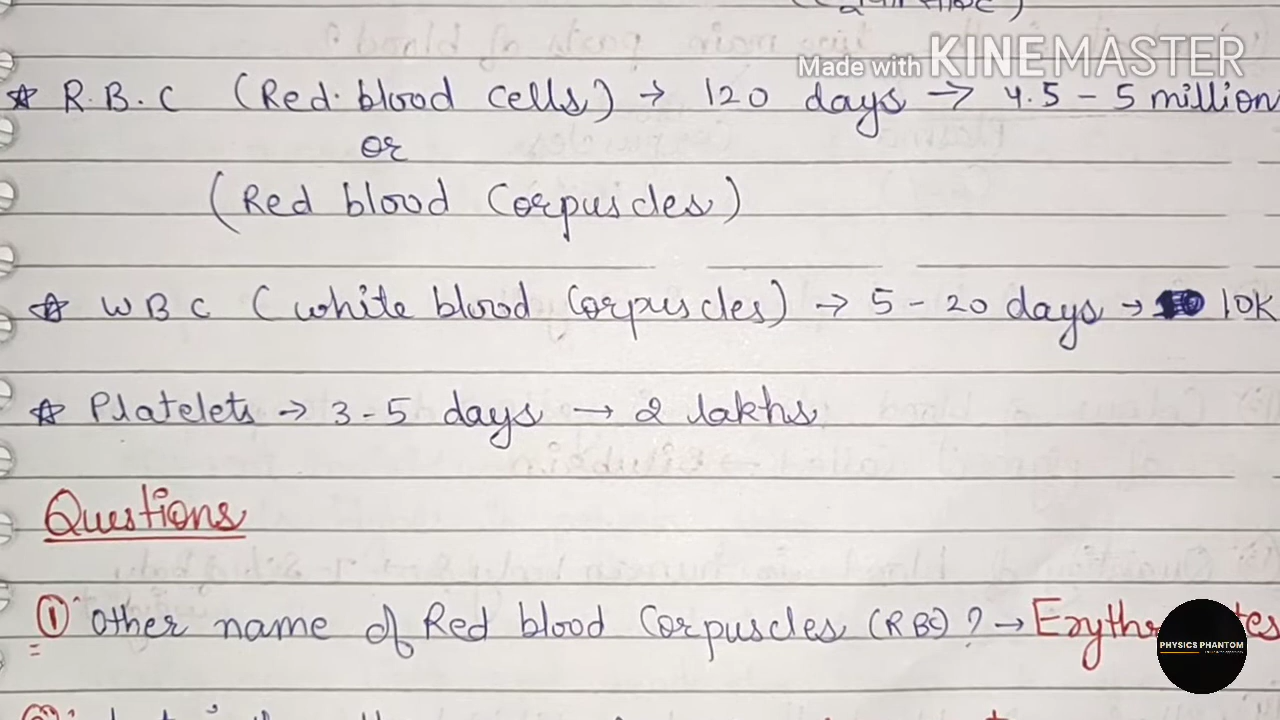 Made with KINEMASTER
☆ R.B.C (Red blood cells) → 120 days → 4.5 - 5 million
or
(Red blood Corpuscles)
☆ WBC (white blood Corpuscles) → 5 - 20 days → 10K
☆ Platelets → 3-5 days → 2 lakhs
Questions
① Other name of Red blood Corpuscles (RBC) ? →
PHYSICS PHANTOM